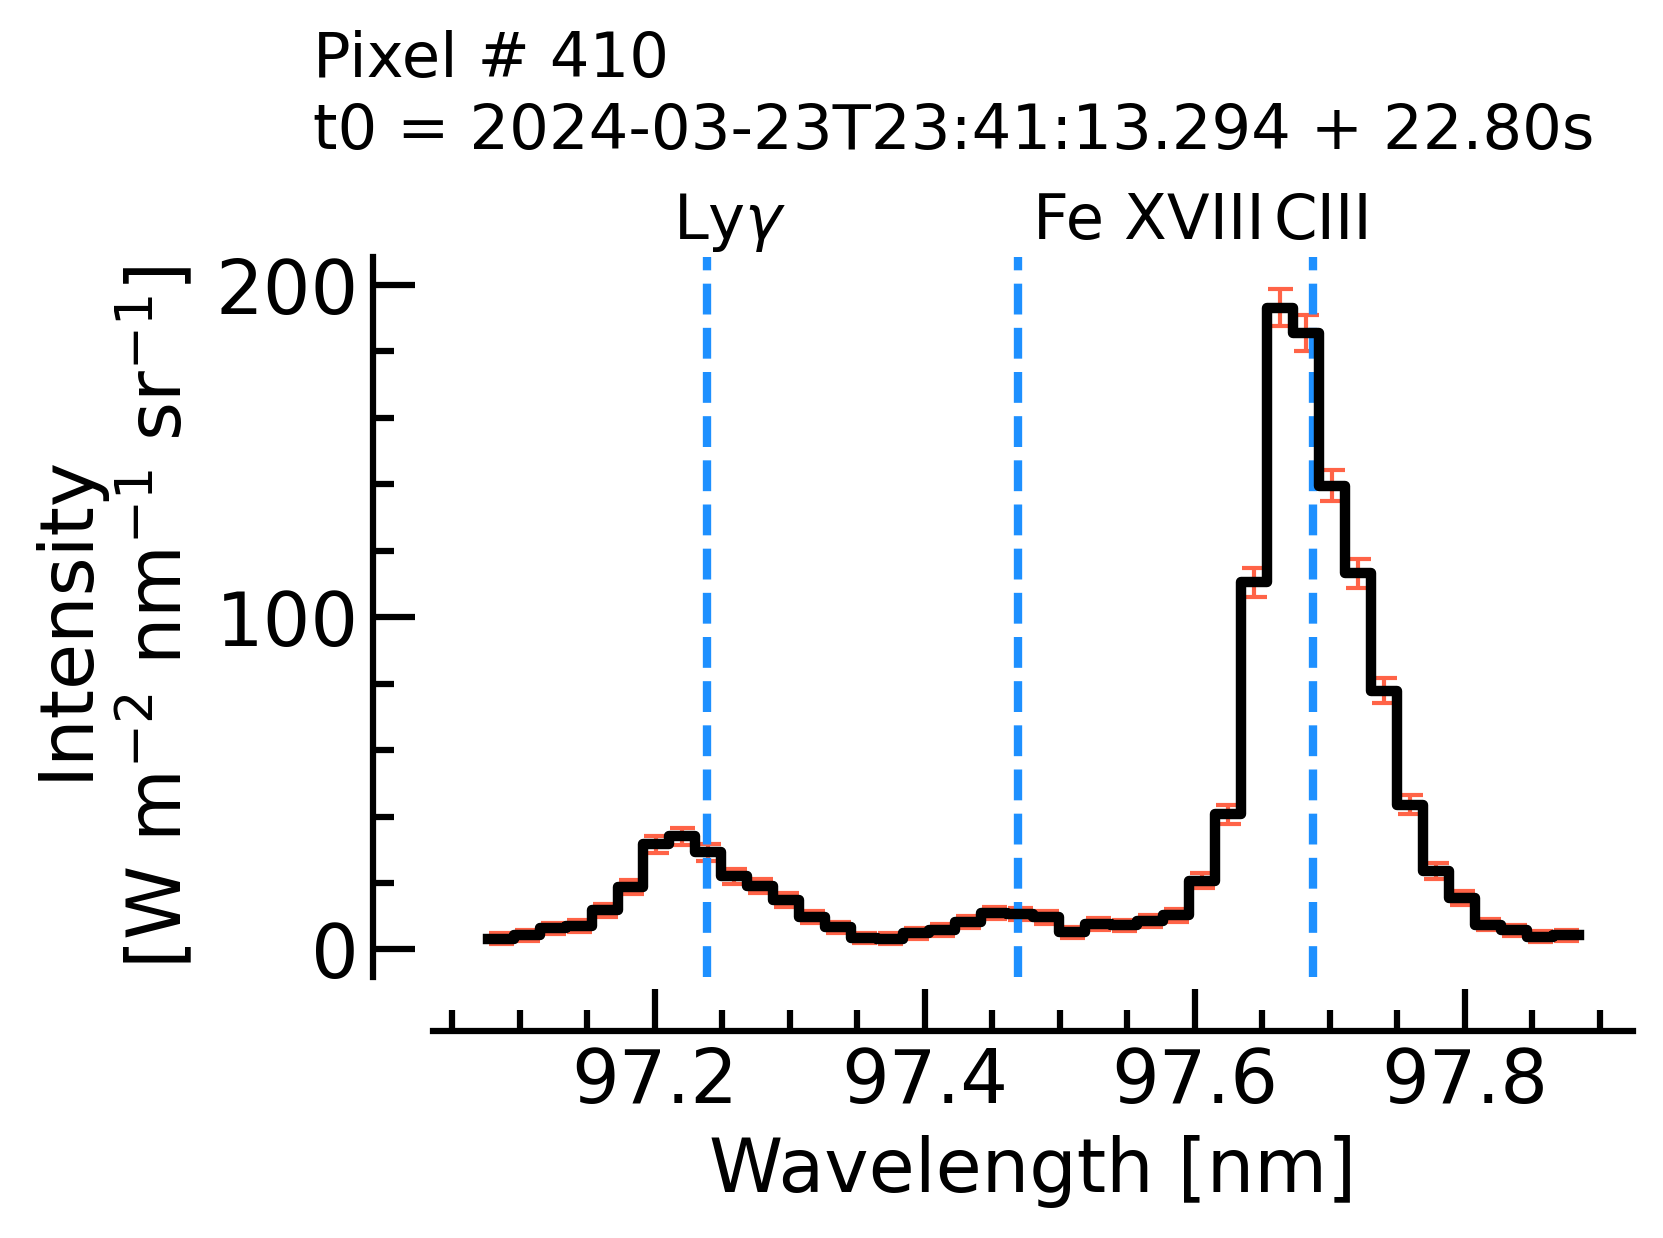 Pixel # 410
t0 = 2024-03-23T23:41:13.294 + 22.80s
Lyγ Fe XVIII CIII
Intensity
[W m⁻² nm⁻¹ sr⁻¹]
200
100
0
97.2 97.4 97.6 97.8
Wavelength [nm]